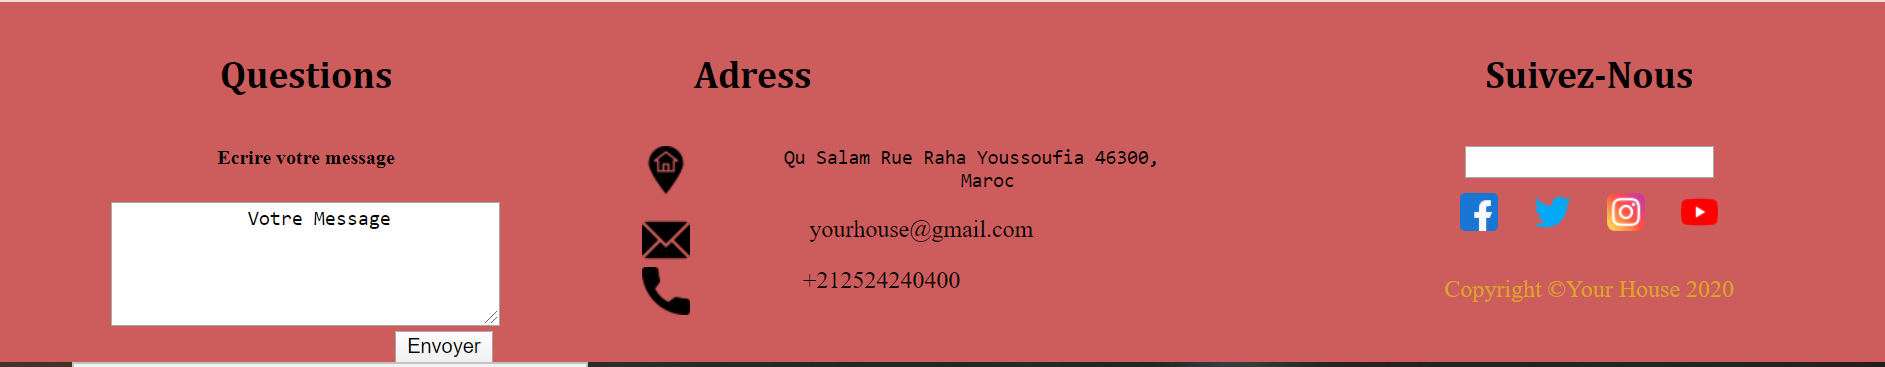 Questions
Ecrire votre message
Votre Message
Envoyer
Adress
Qu Salam Rue Raha Youssoufia 46300,
Maroc
yourhouse@gmail.com
+212524240400
Suivez-Nous
Copyright ©Your House 2020